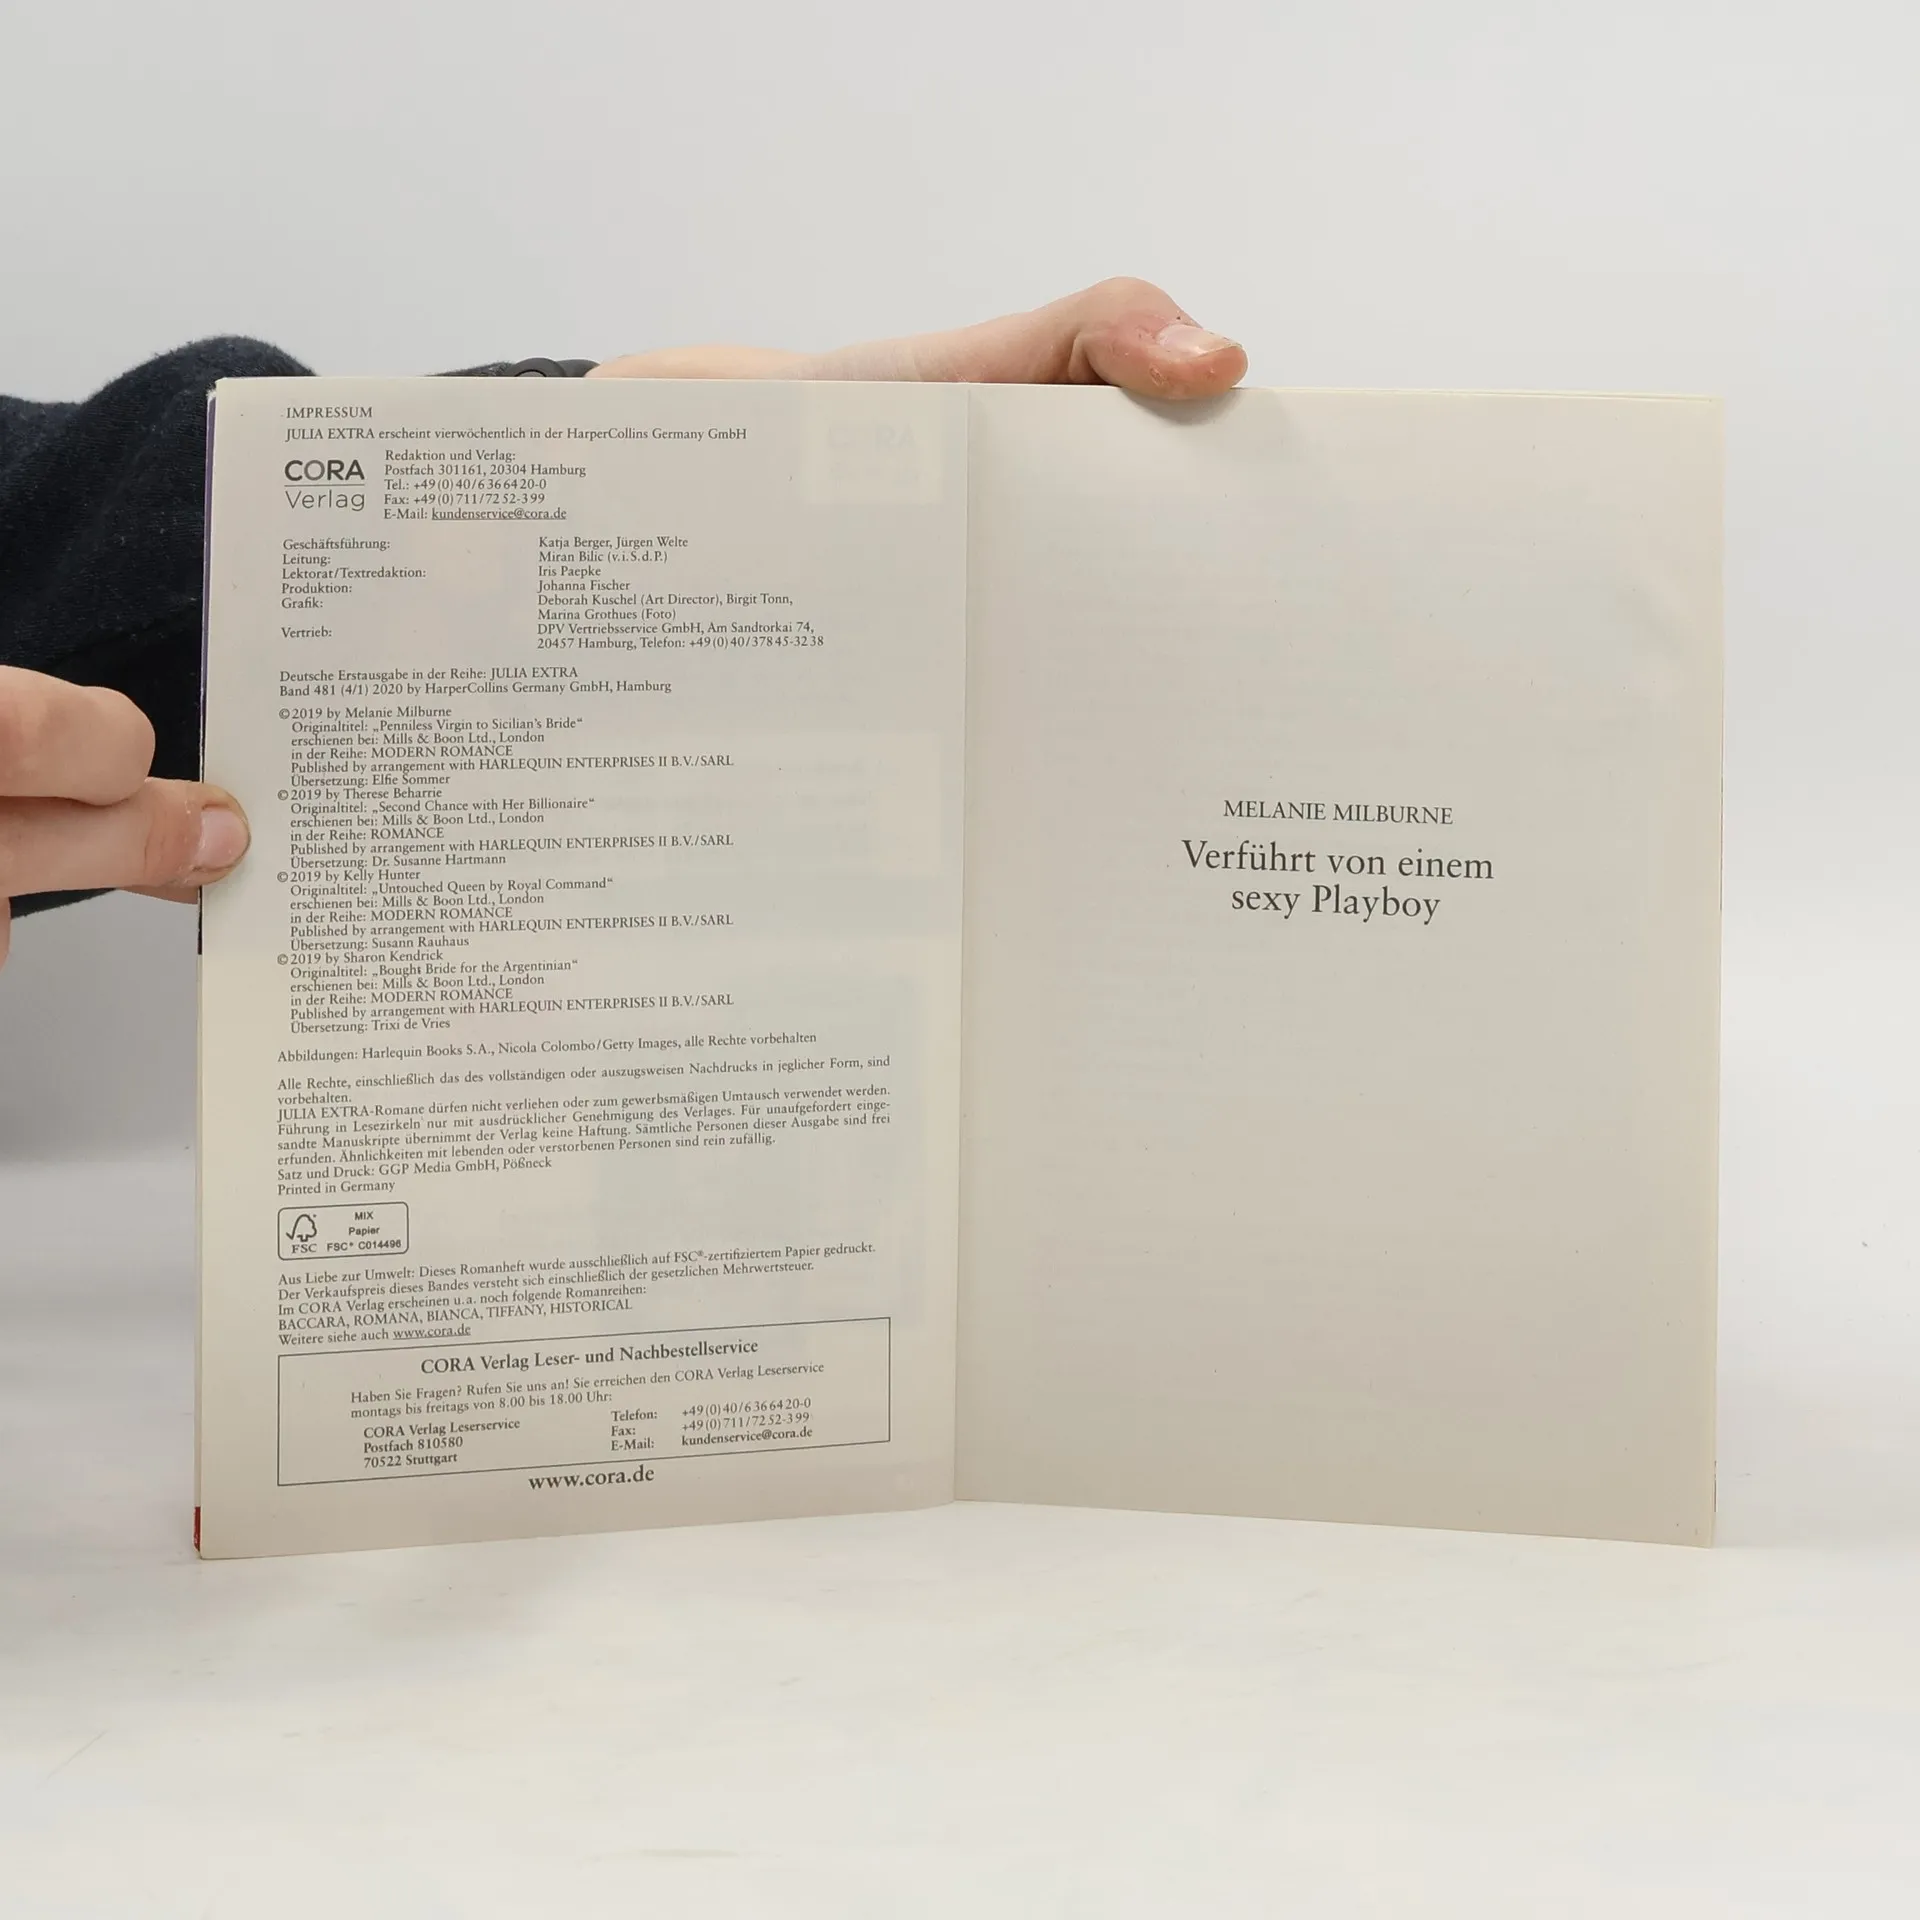 IMPRESSUM
JULIA EXTRA erscheint vierwöchentlich in der HarperCollins Germany GmbH
CORA
Verlag
Redaktion und Verlag:
Postfach 301161, 20304 Hamburg
Tel.: +49(0)40/6366420-0
Fax: +49(0)711/7252-399
E-Mail: kundenservice@cora.de
Geschäftsführung: Katja Berger, Jürgen Welte
Leitung: Miran Bilic (v.i.S.d.P.)
Lektorat/Textredaktion: Iris Paepke
Produktion: Johanna Fischer
Grafik: Deborah Kuschel (Art Director), Birgit Tonn,
Marina Grothues (Foto)
Vertrieb: DPV Vertriebsservice GmbH, Am Sandtorkai 74,
20457 Hamburg, Telefon: +49(0)40/37845-3238
Deutsche Erstausgabe in der Reihe: JULIA EXTRA
Band 481 (4/1) 2020 by HarperCollins Germany GmbH, Hamburg
© 2019 by Melanie Milburne
Originaltitel: „Penniless Virgin to Sicilian's Bride“
erschienen bei: Mills & Boon Ltd., London
in der Reihe: MODERN ROMANCE
Published by arrangement with HARLEQUIN ENTERPRISES II B.V./SARL
Übersetzung: Elfie Sommer
© 2019 by Therese Beharrie
Originaltitel: „Second Chance with Her Billionaire“
erschienen bei: Mills & Boon Ltd., London
in der Reihe: ROMANCE
Published by arrangement with HARLEQUIN ENTERPRISES II B.V./SARL
Übersetzung: Dr. Susanne Hartmann
© 2019 by Kelly Hunter
Originaltitel: „Untouched Queen by Royal Command“
erschienen bei: Mills & Boon Ltd., London
in der Reihe: MODERN ROMANCE
Published by arrangement with HARLEQUIN ENTERPRISES II B.V./SARL
Übersetzung: Susann Rauhaus
© 2019 by Sharon Kendrick
Originaltitel: „Bought Bride for the Argentinian“
erschienen bei: Mills & Boon Ltd., London
in der Reihe: MODERN ROMANCE
Published by arrangement with HARLEQUIN ENTERPRISES II B.V./SARL
Übersetzung: Trixi de Vries
Abbildungen: Harlequin Books S.A., Nicola Colombo/Getty Images, alle Rechte vorbehalten
Alle Rechte, einschließlich das des vollständigen oder auszugsweisen Nachdrucks in jeglicher Form, sind
vorbehalten.
JULIA EXTRA-Romane dürfen nicht verliehen oder zum gewerbsmäßigen Umtausch verwendet werden.
Führung in Lesezirkeln nur mit ausdrücklicher Genehmigung des Verlages. Für unaufgefordert einge-
sandte Manuskripte übernimmt der Verlag keine Haftung. Sämtliche Personen dieser Ausgabe sind frei
erfunden. Ähnlichkeiten mit lebenden oder verstorbenen Personen sind rein zufällig.
Satz und Druck: GGP Media GmbH, Pößneck
Printed in Germany
MIX
Papier
FSC FSC® C014496
Aus Liebe zur Umwelt: Dieses Romanheft wurde ausschließlich auf FSC®-zertifiziertem Papier gedruckt.
Der Verkaufspreis dieses Bandes versteht sich einschließlich der gesetzlichen Mehrwertsteuer.
Im CORA Verlag erscheinen u.a. noch folgende Romanreihen:
BACCARA, ROMANA, BIANCA, TIFFANY, HISTORICAL
Weitere siehe auch www.cora.de
CORA Verlag Leser- und Nachbestellservice
Haben Sie Fragen? Rufen Sie uns an! Sie erreichen den CORA Verlag Leserservice
montags bis freitags von 8.00 bis 18.00 Uhr:
CORA Verlag Leserservice
Postfach 810580
70522 Stuttgart
Telefon: +49(0)40/6366420-0
Fax: +49(0)711/7252-399
E-Mail: kundenservice@cora.de
www.cora.de
MELANIE MILBURNE
Verführt von einem
sexy Playboy